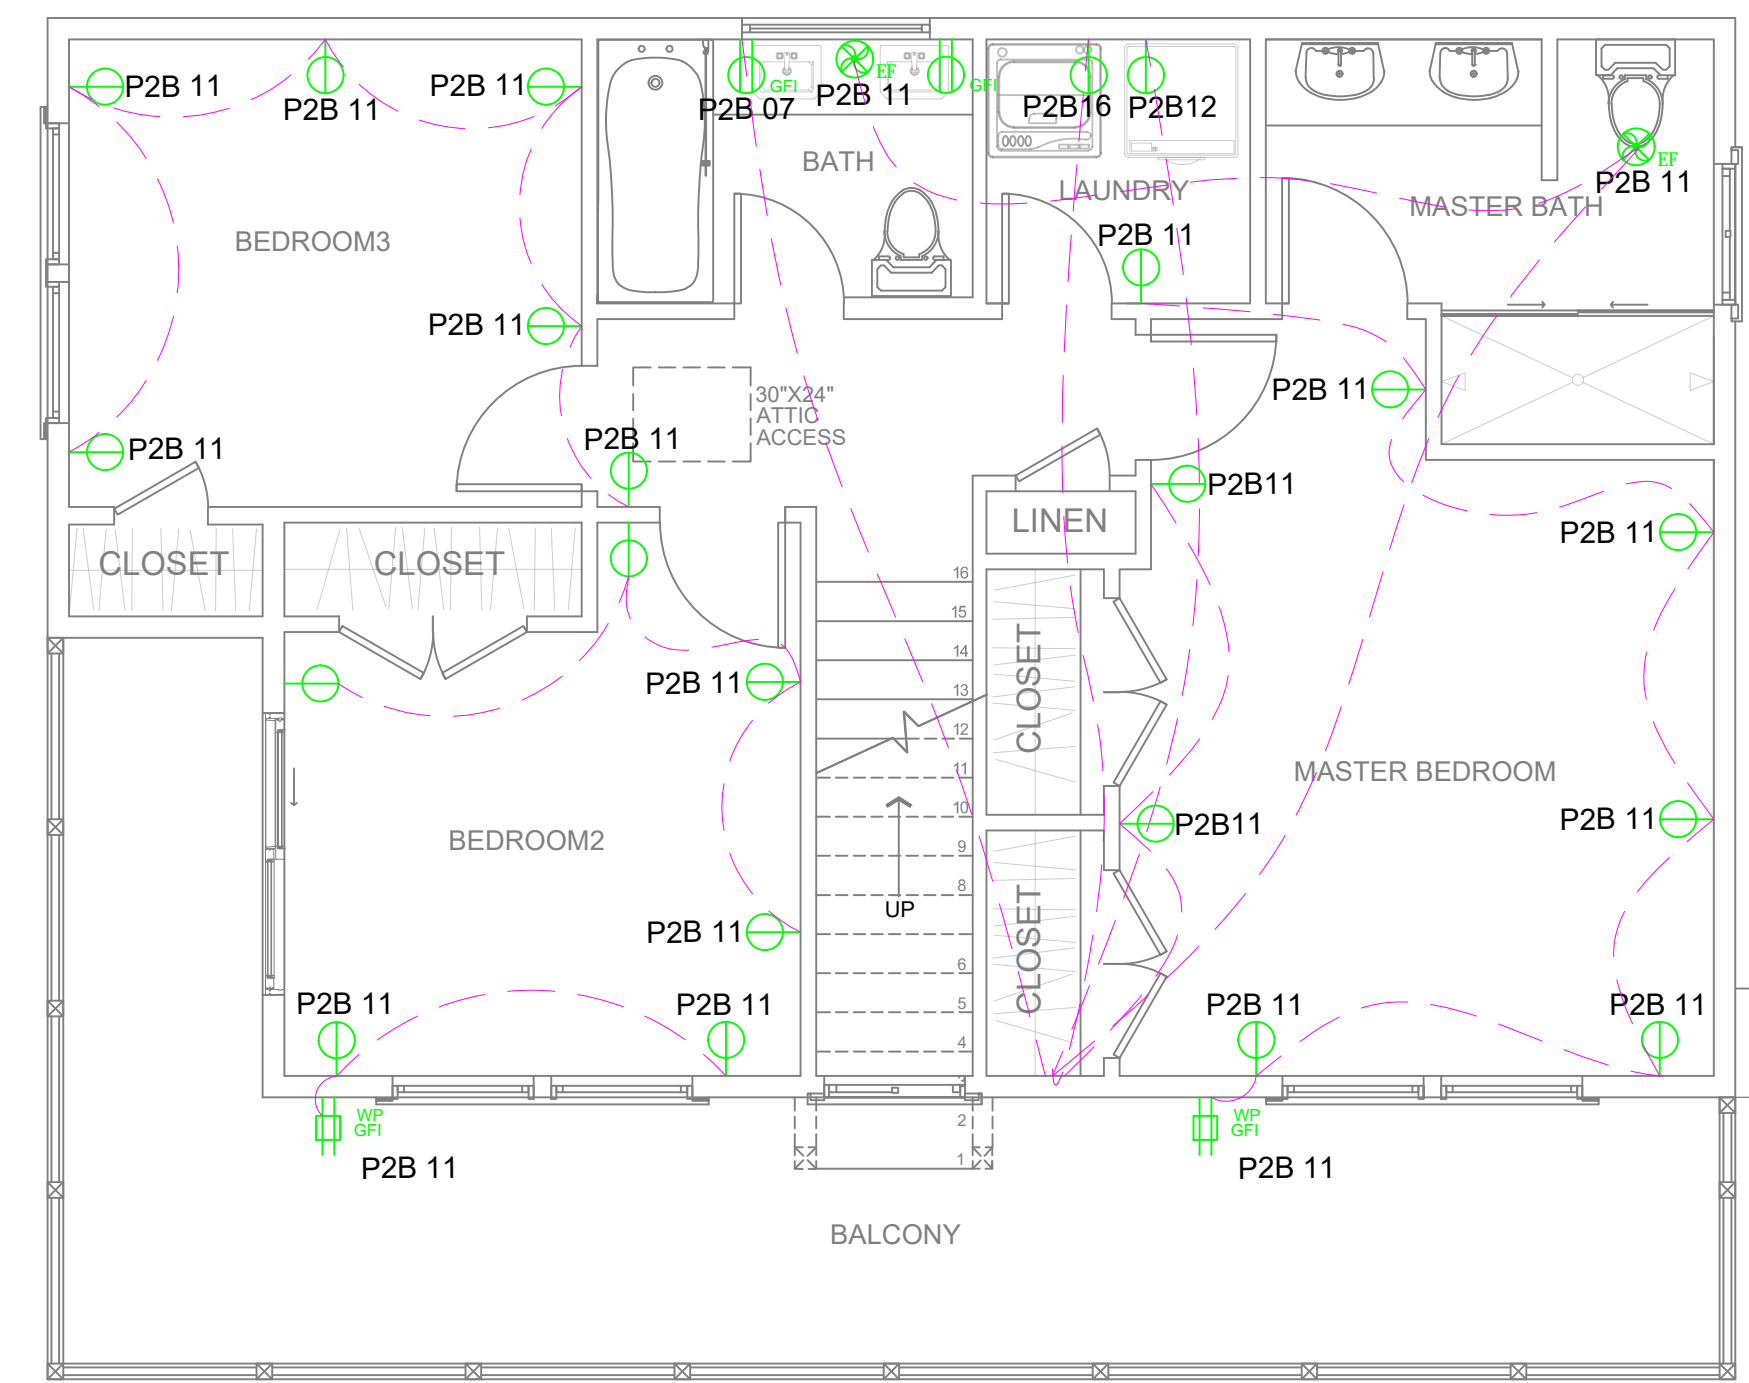 P2B 11
P2B 11
P2B 11
GFI
P2B 07
EF
P2B 11
GFI
P2B16
P2B12
BATH
LAUNDRY
EF
P2B 11
MASTER BATH
BEDROOM3
P2B 11
P2B 11
P2B 11
30"X24"
ATTIC
ACCESS
P2B 11
P2B 11
P2B11
LINEN
P2B 11
CLOSET
CLOSET
16
15
14
13
12
11
10
9
8
6
5
4
3
2
1
UP
CLOSET
CLOSET
P2B 11
MASTER BEDROOM
P2B 11
P2B11
BEDROOM2
P2B 11
P2B 11
P2B 11
P2B 11
P2B 11
WP
GFI
P2B 11
WP
GFI
P2B 11
BALCONY